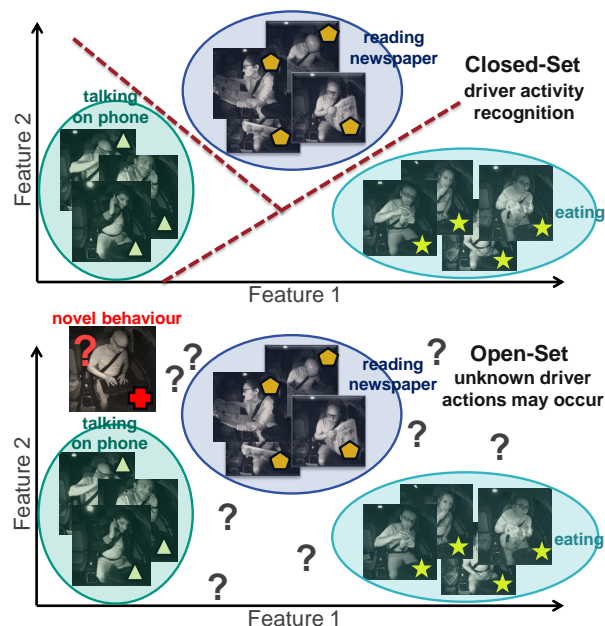 reading
newspaper
Closed-Set
driver activity
recognition
talking
on phone
eating
Feature 2
Feature 1
novel behaviour
?
?
?
?
Open-Set
unknown driver
actions may occur
reading
newspaper
talking
on phone
?
?
?
?
?
eating
Feature 2
Feature 1